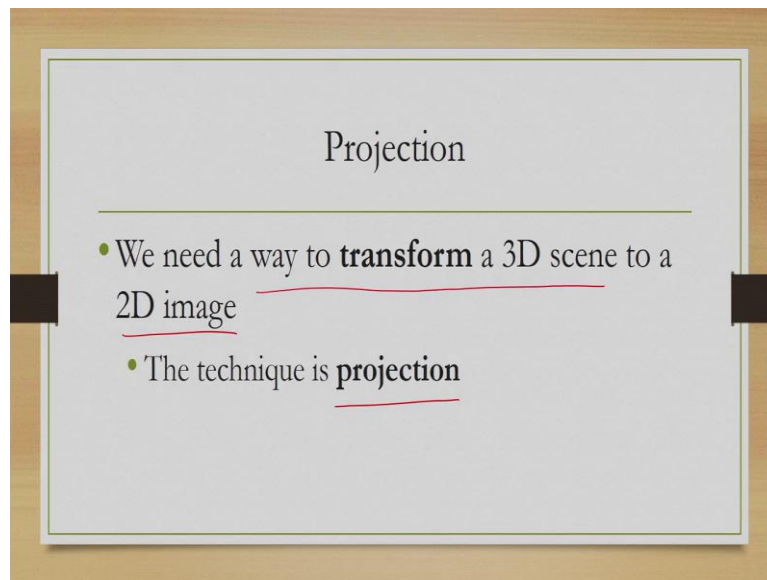 Projection
• We need a way to transform a 3D scene to a
2D image
• The technique is projection